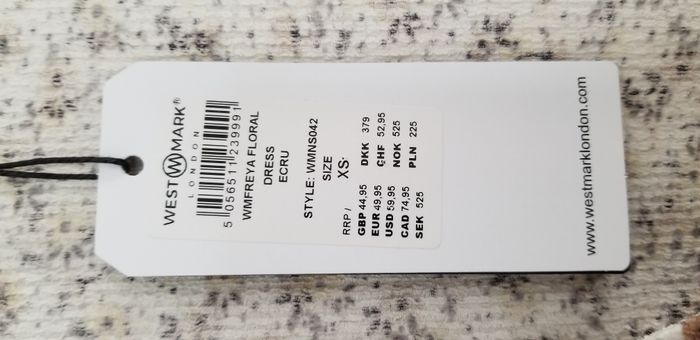 WEST M MARK®
LONDON
5 056511 239991
WMFREYA FLORAL
DRESS
ECRU
STYLE: WMNS042
SIZE
XS
RRP /
GBP 44,95 DKK 379
EUR 49,95 CHF 52,95
USD 59,95 NOK 525
CAD 74,95 PLN 225
SEK 525
www.westmarklondon.com